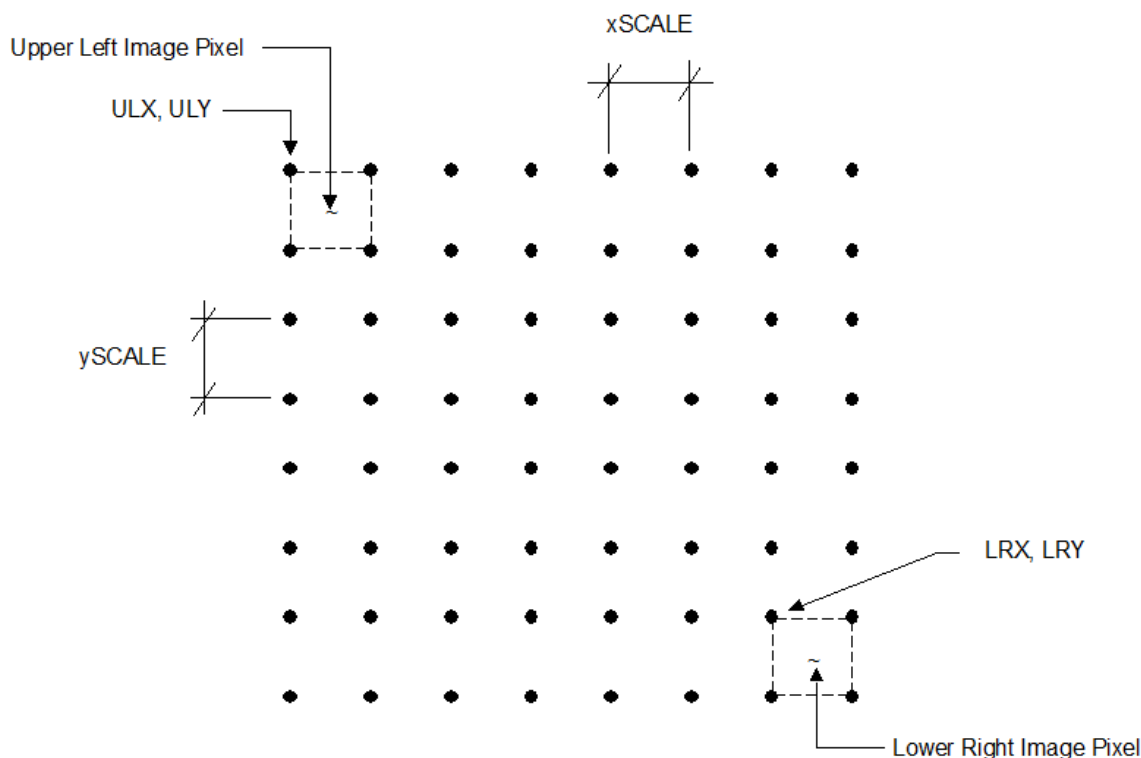 xSCALE
Upper Left Image Pixel
ULX, ULY
~
ySCALE
LRX, LRY
~
Lower Right Image Pixel